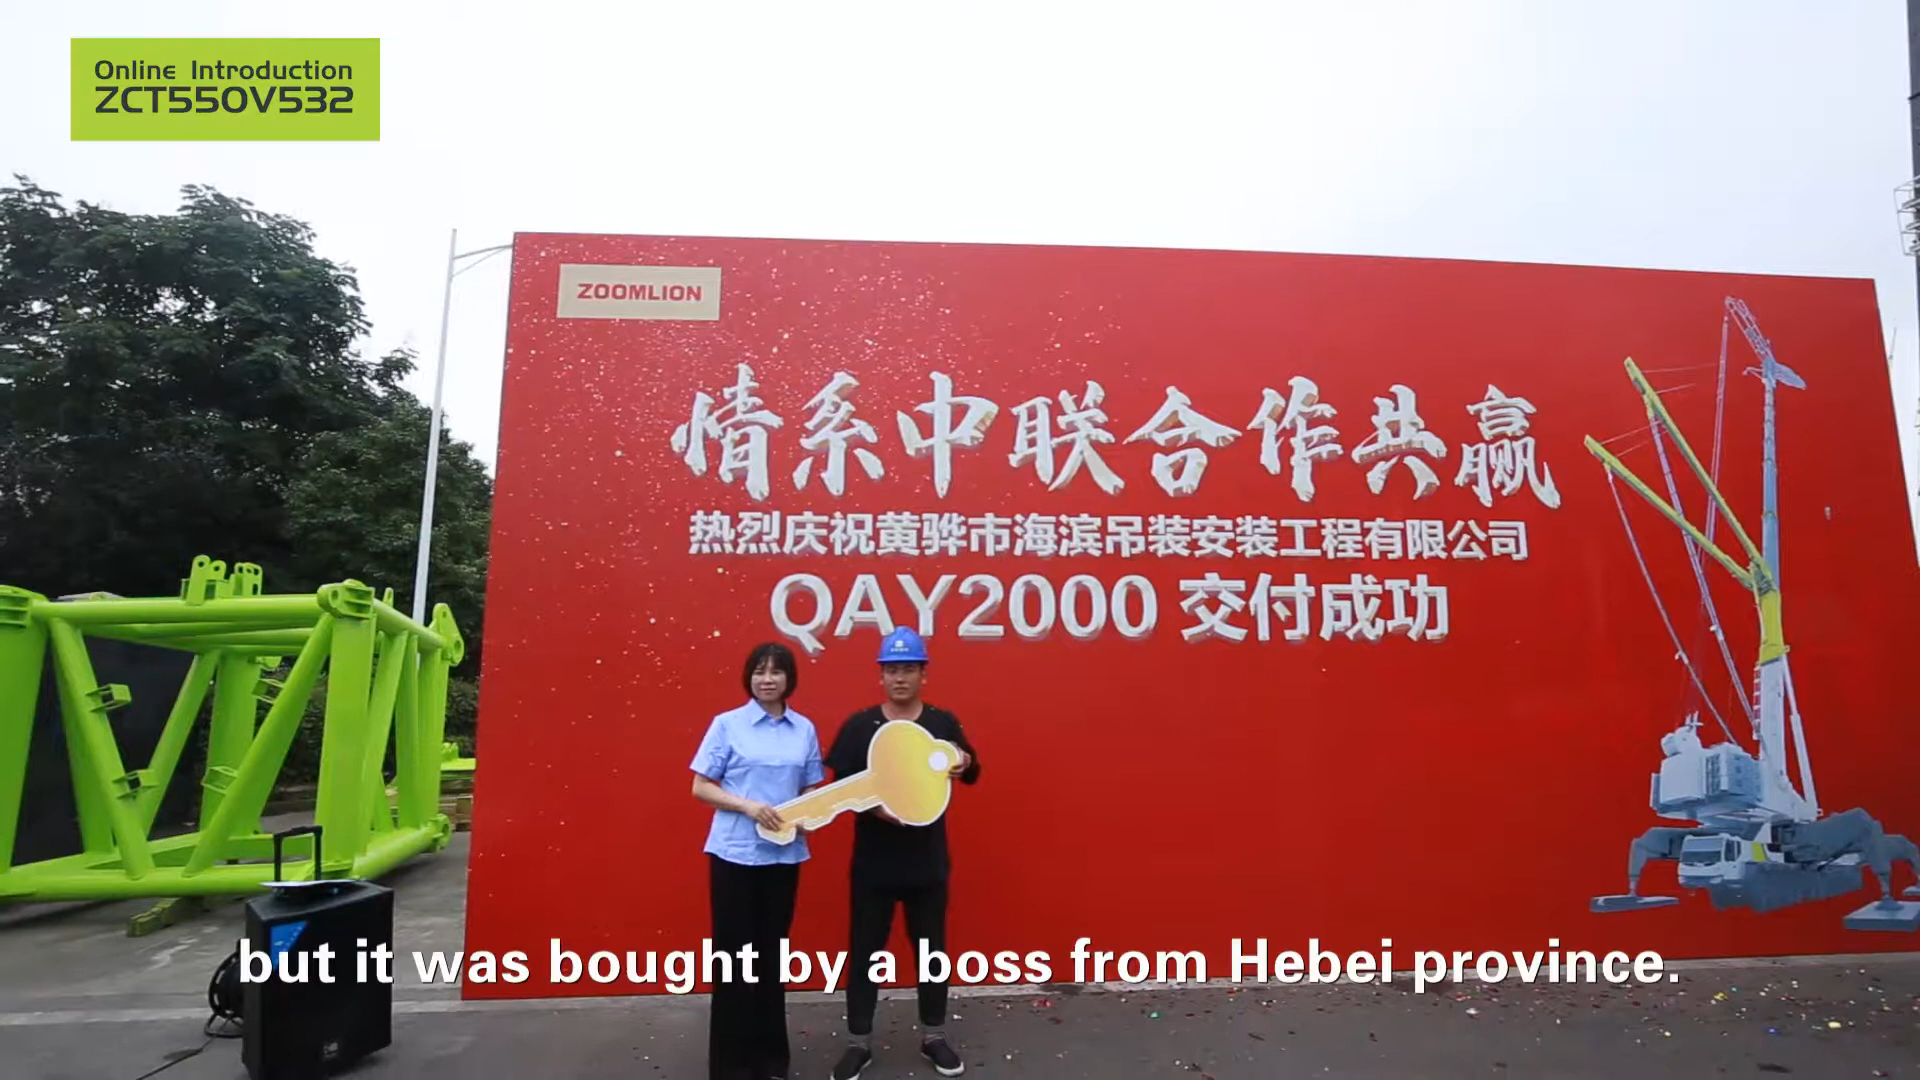 Online Introduction
ZCT550V532
ZOOMLION
情系中联合作共赢
热烈庆祝黄骅市海滨吊装安装工程有限公司
QAY2000 交付成功
but it was bought by a boss from Hebei province.